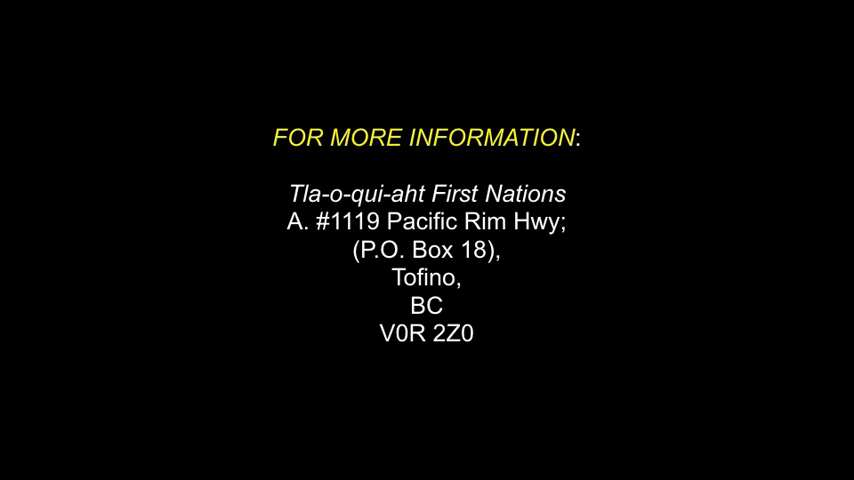 FOR MORE INFORMATION:
Tla-o-qui-aht First Nations
A. #1119 Pacific Rim Hwy;
(P.O. Box 18),
Tofino,
BC
V0R 2Z0